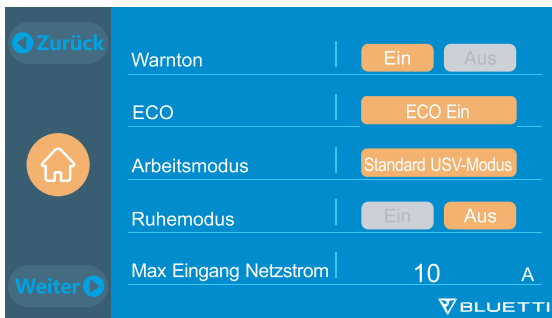 Zurück
Warnton Ein Aus
ECO ECO Ein
Arbeitsmodus Standard USV-Modus
Ruhemodus Ein Aus
Max Eingang Netzstrom 10 A
Weiter
BLUETTI